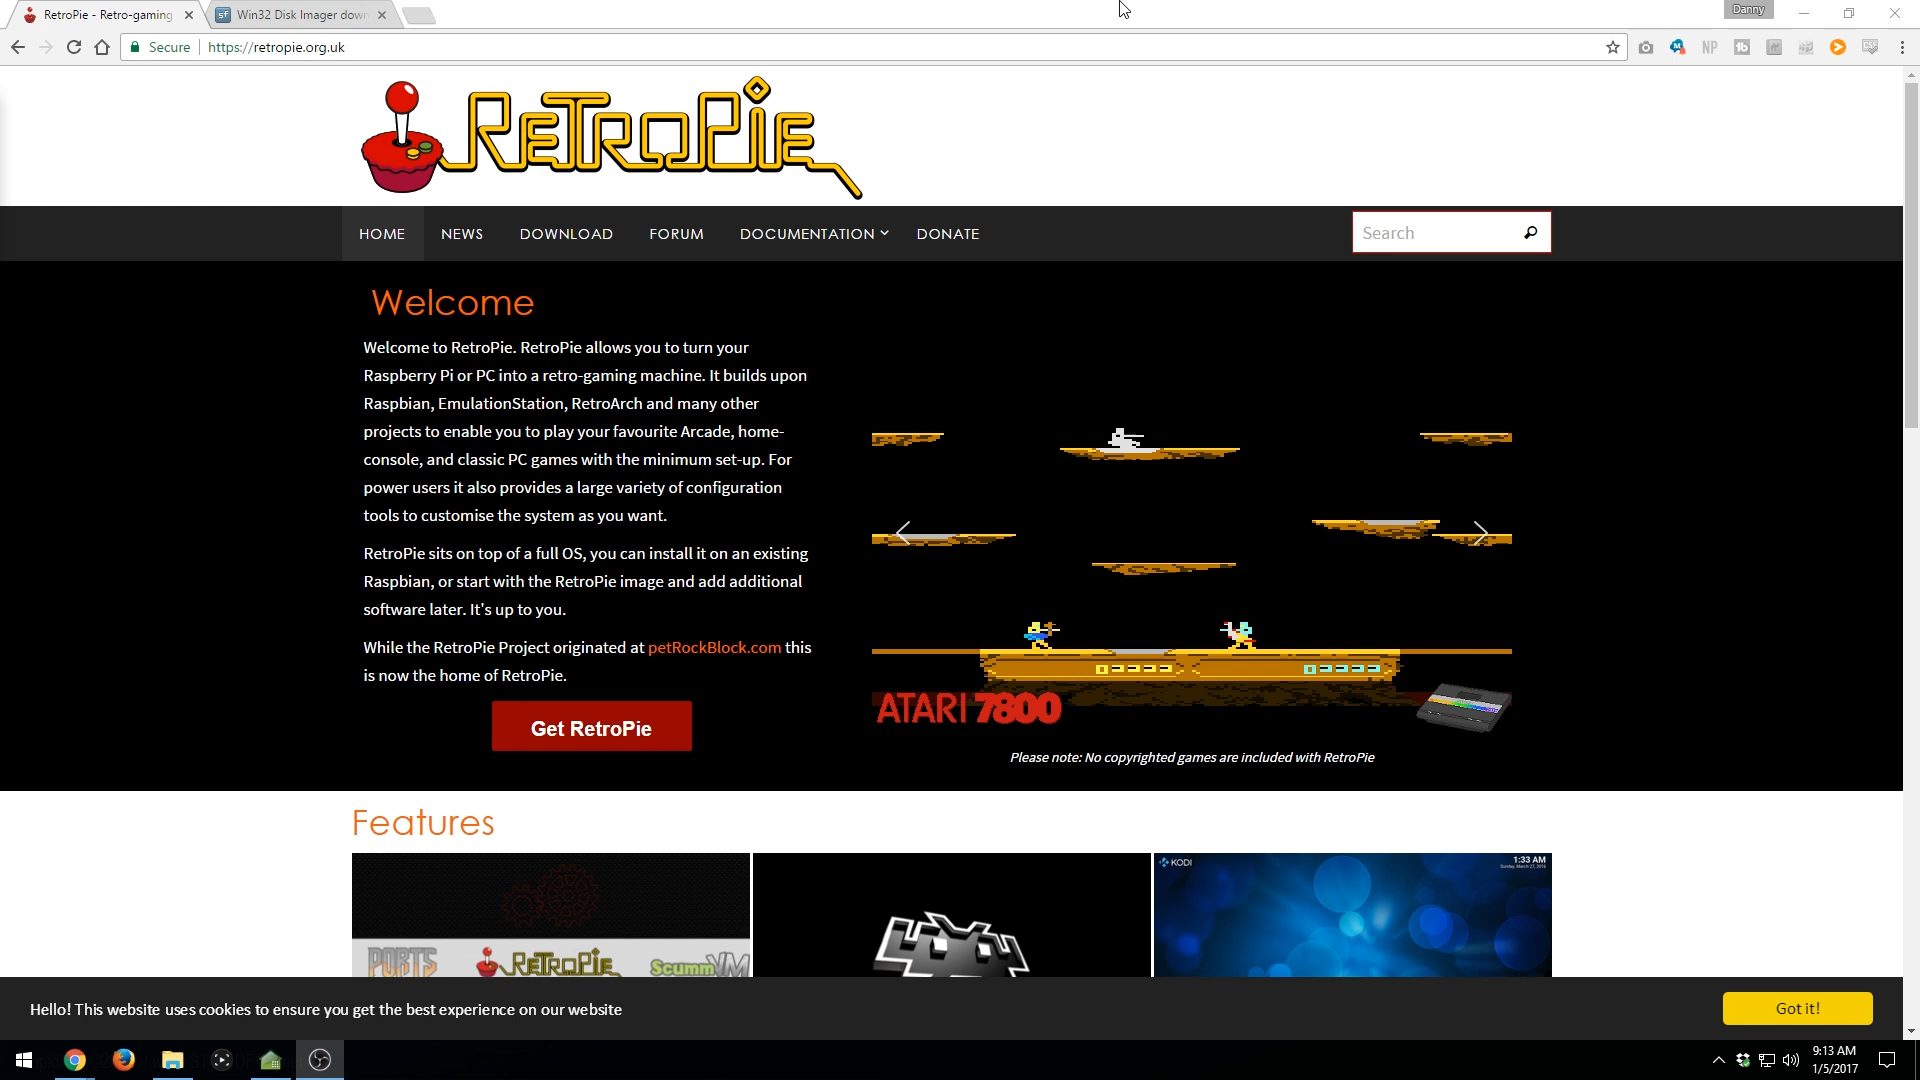 RetroPie - Retro-gaming
Win32 Disk Imager down
Danny
Secure
https://retropie.org.uk
NP
CSS
RETROPIE
HOME
NEWS
DOWNLOAD
FORUM
DOCUMENTATION
DONATE
Search
Welcome
Welcome to RetroPie. RetroPie allows you to turn your
Raspberry Pi or PC into a retro-gaming machine. It builds upon
Raspbian, EmulationStation, RetroArch and many other
projects to enable you to play your favourite Arcade, home-
console, and classic PC games with the minimum set-up. For
power users it also provides a large variety of configuration
tools to customise the system as you want.
RetroPie sits on top of a full OS, you can install it on an existing
Raspbian, or start with the RetroPie image and add additional
software later. It's up to you.
While the RetroPie Project originated at petRockBlock.com this
is now the home of RetroPie.
Get RetroPie
ATARI 7800
Please note: No copyrighted games are included with RetroPie
Features
PORTS
RETROPIE
ScummVM
KODI
1:33 AM
Sunday, March 27, 2016
Hello! This website uses cookies to ensure you get the best experience on our website
Got it!
9:13 AM
1/5/2017